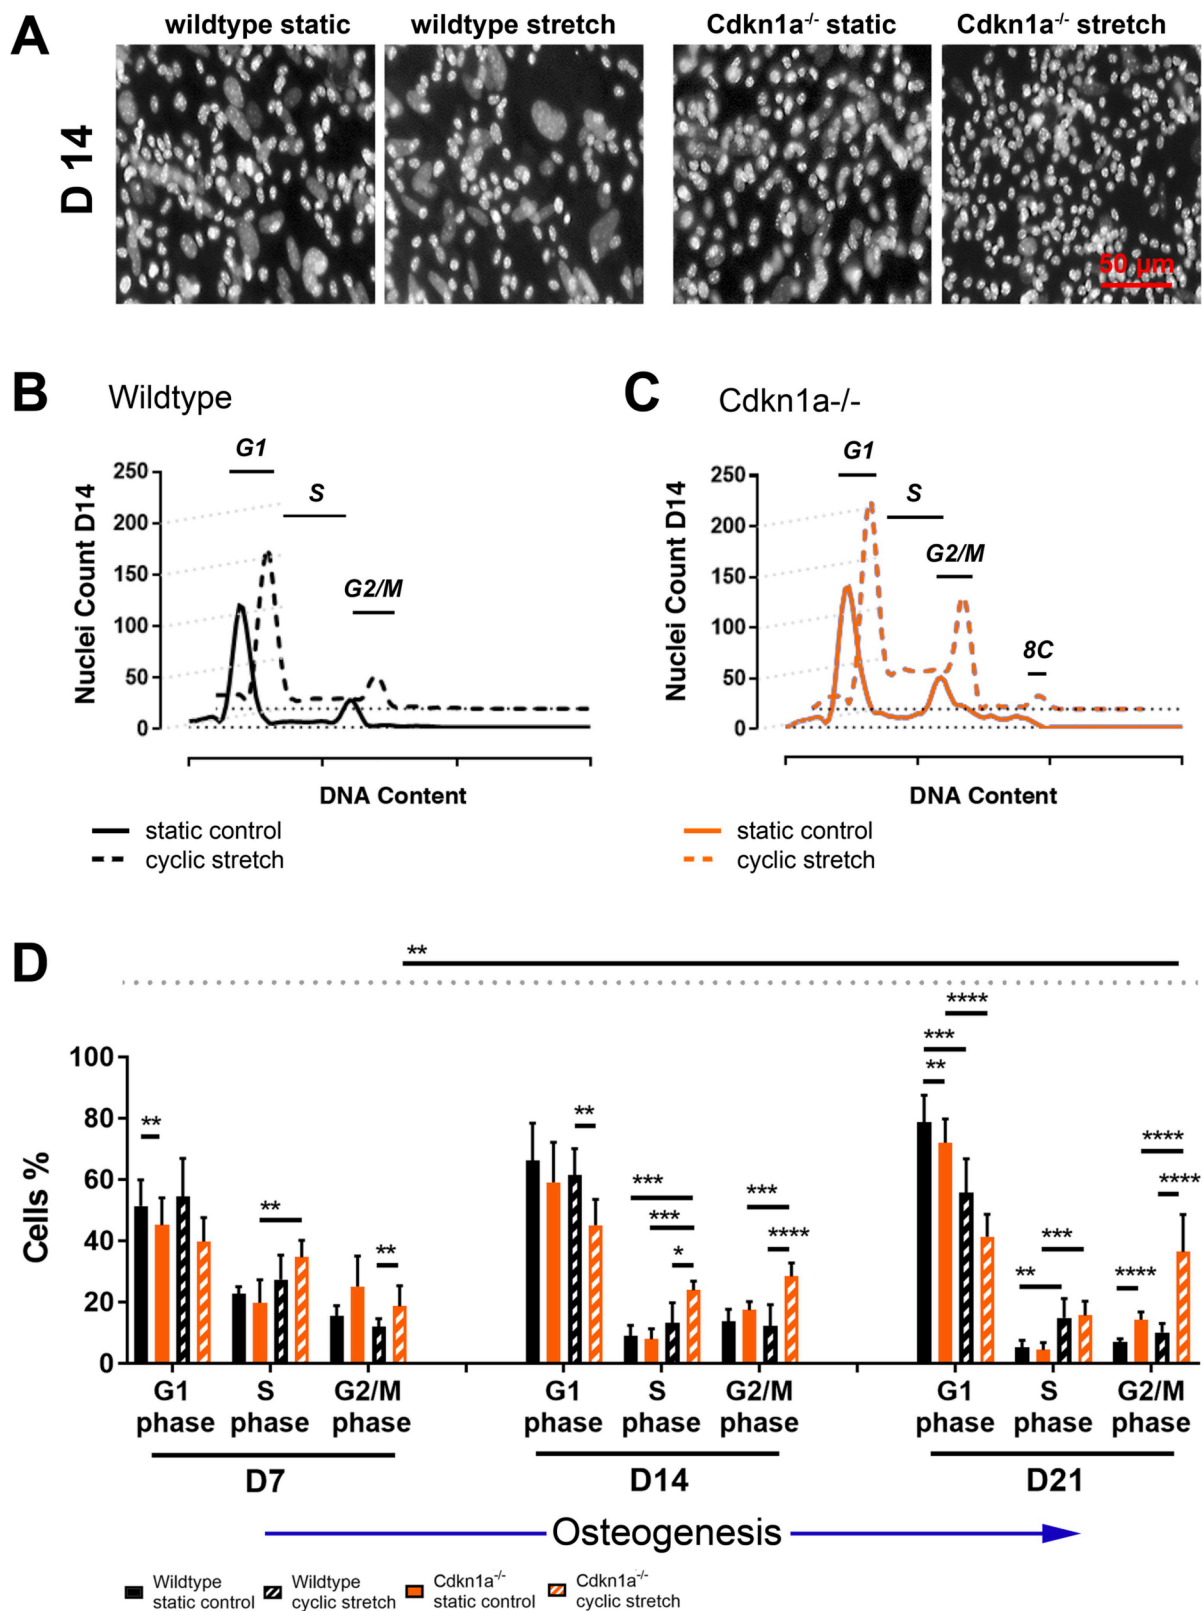 A
wildtype static
wildtype stretch
Cdkn1a-/- static
Cdkn1a-/- stretch
D 14
50 µm
B
Wildtype
C
Cdkn1a-/-
G1
S
G2/M
250
200
150
100
50
0
Nuclei Count D14
DNA Content
static control
cyclic stretch
G1
S
G2/M
8C
250
200
150
100
50
0
Nuclei Count D14
DNA Content
static control
cyclic stretch
D
**
****
***
**
**
**
**
***
***
*
***
****
**
***
****
****
****
**
100
80
60
40
20
0
Cells %
G1 phase
S phase
G2/M phase
G1 phase
S phase
G2/M phase
G1 phase
S phase
G2/M phase
D7
D14
D21
Osteogenesis
Wildtype static control
Wildtype cyclic stretch
Cdkn1a-/- static control
Cdkn1a-/- cyclic stretch